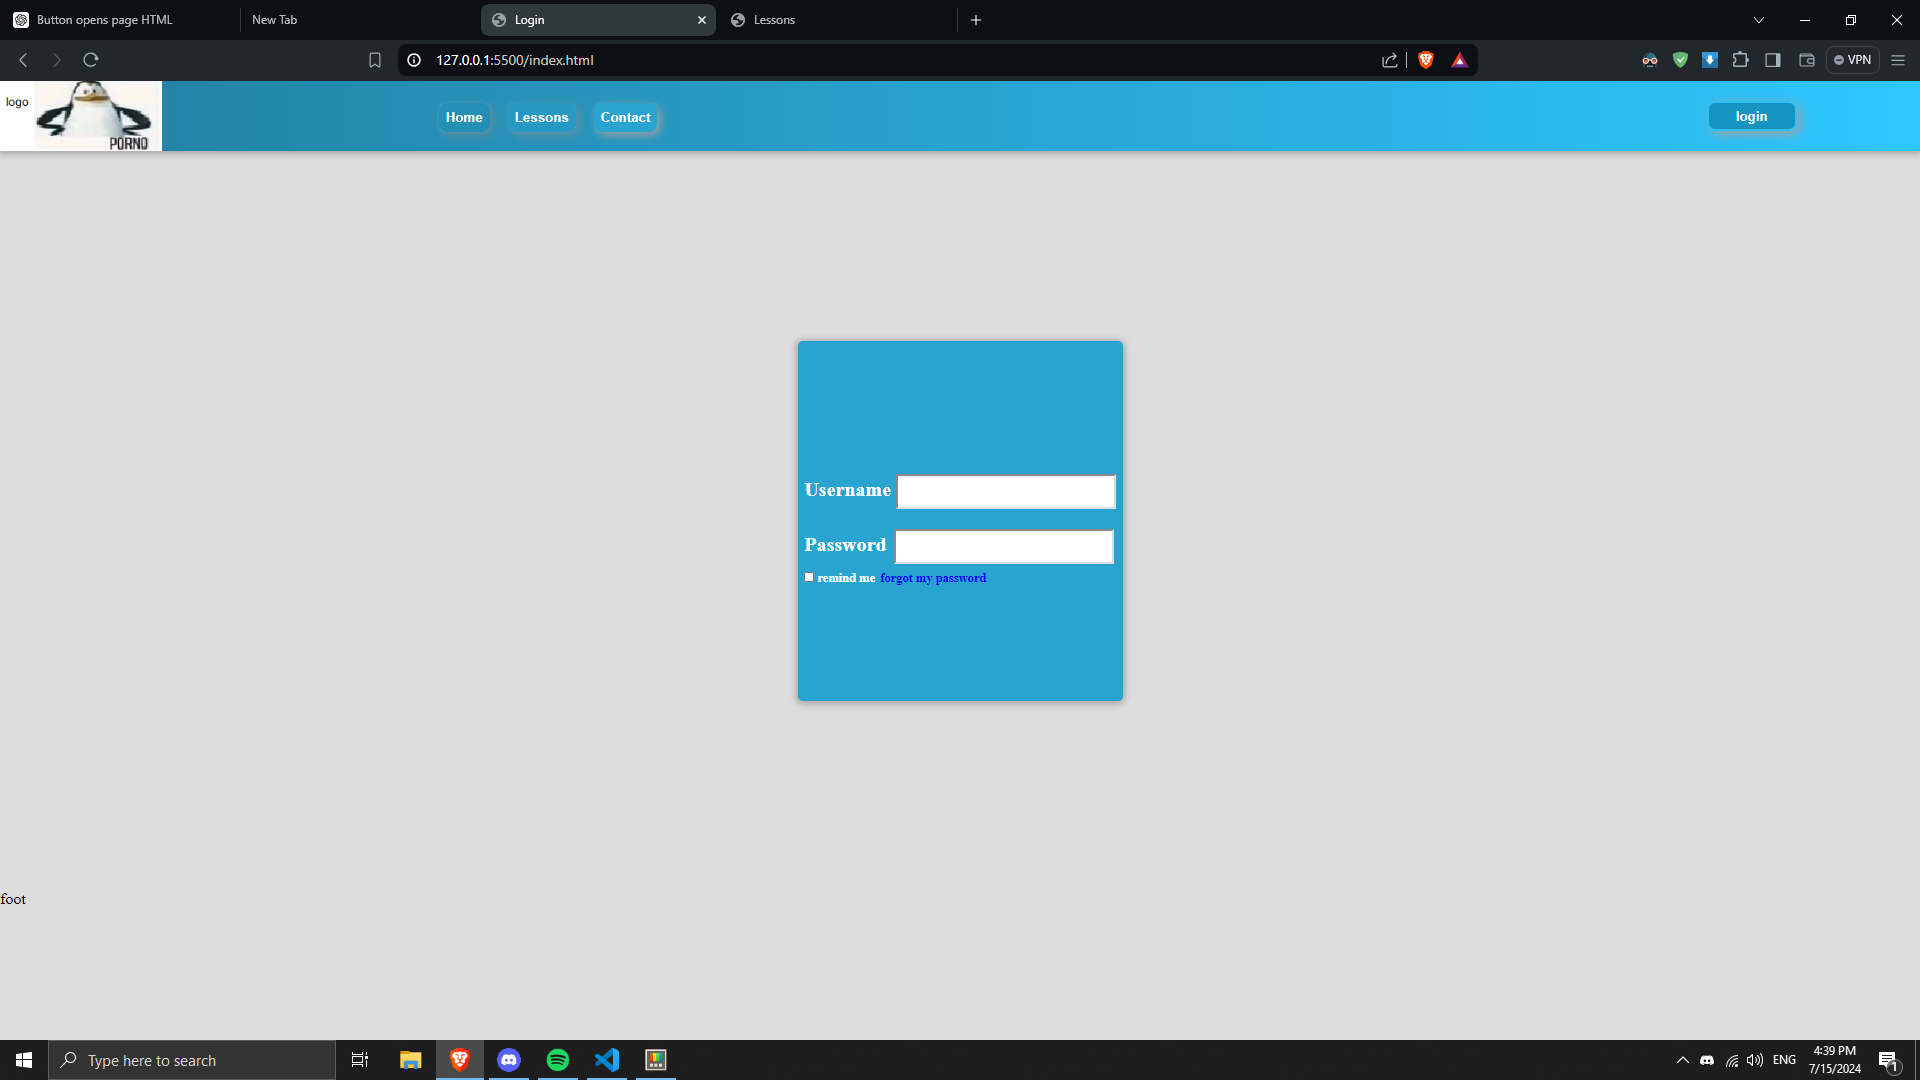 Button opens page HTML
New Tab
Login
Lessons
127.0.0.1:5500/index.html
VPN
logo
PORNO
Home
Lessons
Contact
login
Username
Password
remind me forgot my password
foot
Type here to search
ENG
4:39 PM
7/15/2024
1